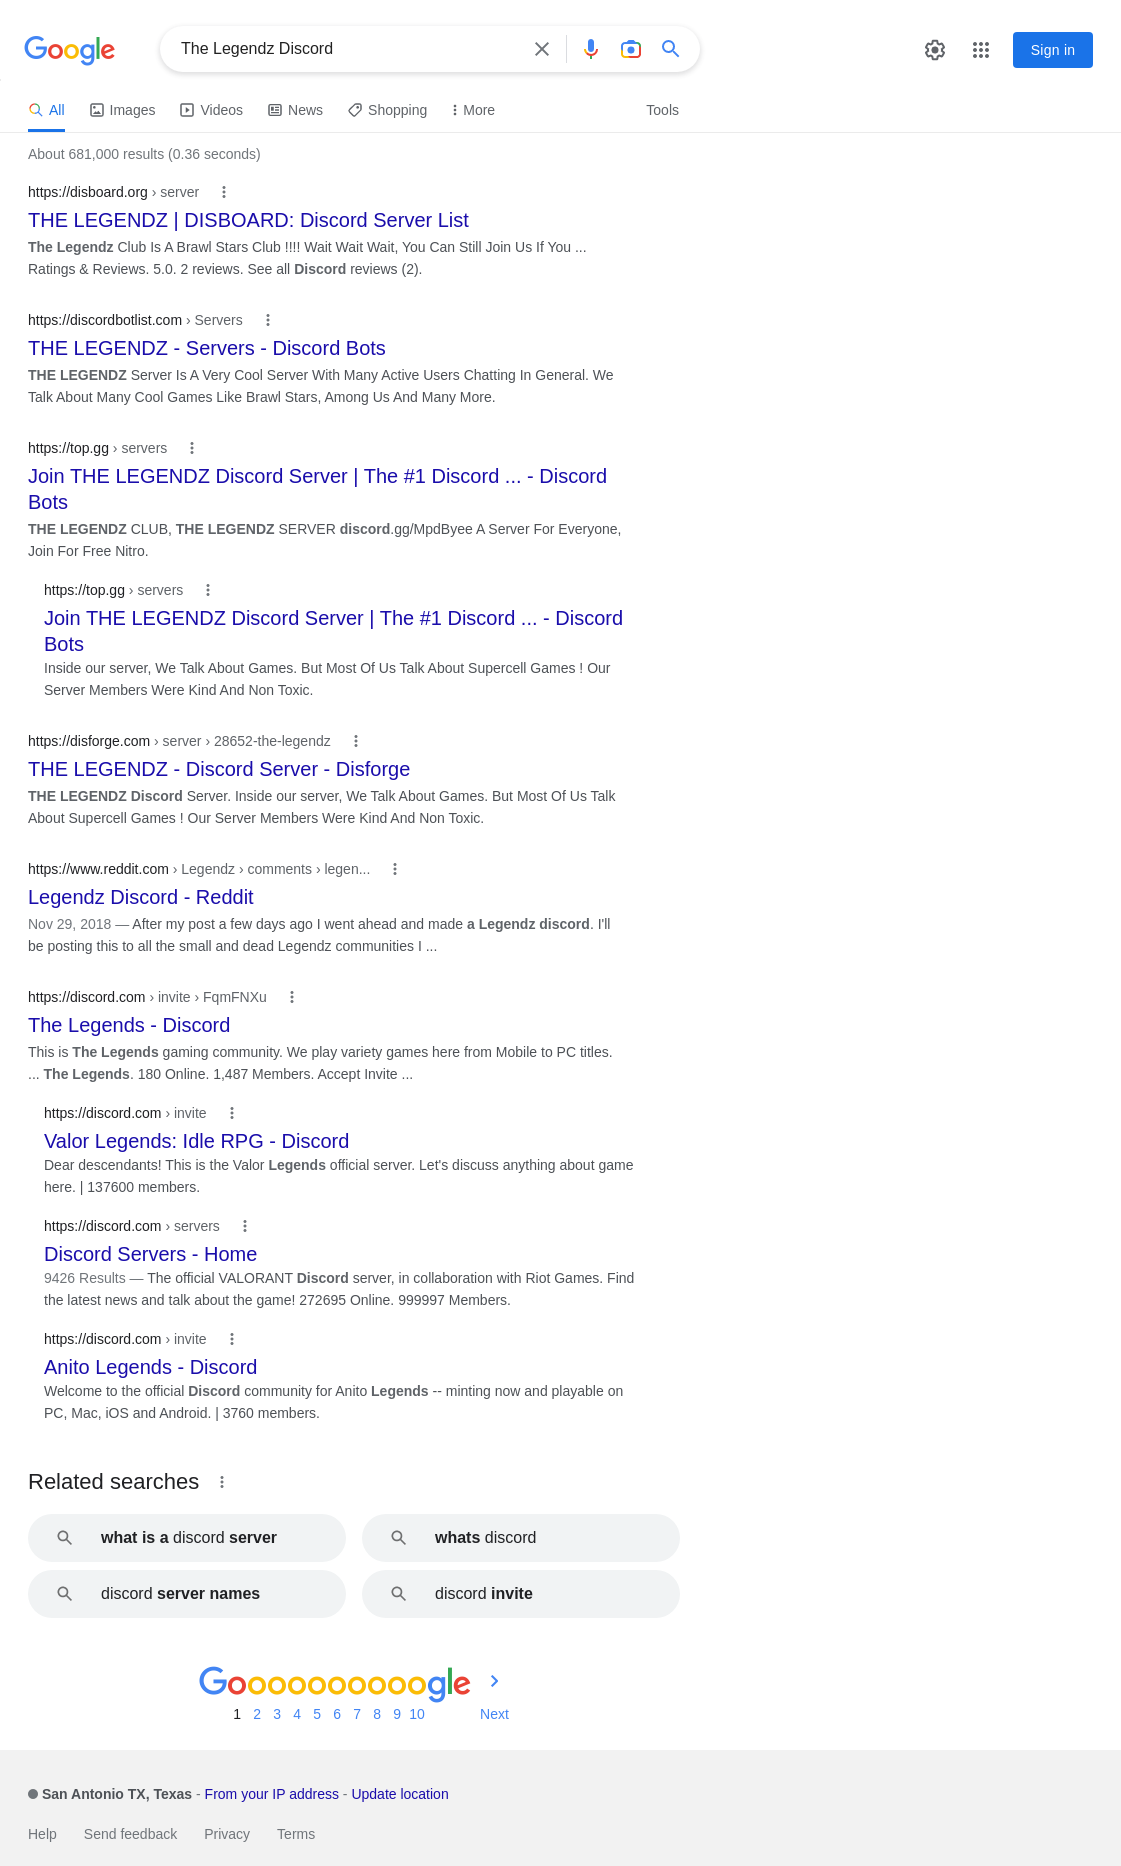 Google
The Legendz Discord
Sign in
All
Images
Videos
News
Shopping
More
Tools
About 681,000 results (0.36 seconds)
https://disboard.org › server
THE LEGENDZ | DISBOARD: Discord Server List
The Legendz Club Is A Brawl Stars Club !!!! Wait Wait Wait, You Can Still Join Us If You ...
Ratings & Reviews. 5.0. 2 reviews. See all Discord reviews (2).
https://discordbotlist.com › Servers
THE LEGENDZ - Servers - Discord Bots
THE LEGENDZ Server Is A Very Cool Server With Many Active Users Chatting In General. We
Talk About Many Cool Games Like Brawl Stars, Among Us And Many More.
https://top.gg › servers
Join THE LEGENDZ Discord Server | The #1 Discord ... - Discord
Bots
THE LEGENDZ CLUB, THE LEGENDZ SERVER discord.gg/MpdByee A Server For Everyone,
Join For Free Nitro.
https://top.gg › servers
Join THE LEGENDZ Discord Server | The #1 Discord ... - Discord
Bots
Inside our server, We Talk About Games. But Most Of Us Talk About Supercell Games ! Our
Server Members Were Kind And Non Toxic.
https://disforge.com › server › 28652-the-legendz
THE LEGENDZ - Discord Server - Disforge
THE LEGENDZ Discord Server. Inside our server, We Talk About Games. But Most Of Us Talk
About Supercell Games ! Our Server Members Were Kind And Non Toxic.
https://www.reddit.com › Legendz › comments › legen...
Legendz Discord - Reddit
Nov 29, 2018 — After my post a few days ago I went ahead and made a Legendz discord. I'll
be posting this to all the small and dead Legendz communities I ...
https://discord.com › invite › FqmFNXu
The Legends - Discord
This is The Legends gaming community. We play variety games here from Mobile to PC titles.
... The Legends. 180 Online. 1,487 Members. Accept Invite ...
https://discord.com › invite
Valor Legends: Idle RPG - Discord
Dear descendants! This is the Valor Legends official server. Let's discuss anything about game
here. | 137600 members.
https://discord.com › servers
Discord Servers - Home
9426 Results — The official VALORANT Discord server, in collaboration with Riot Games. Find
the latest news and talk about the game! 272695 Online. 999997 Members.
https://discord.com › invite
Anito Legends - Discord
Welcome to the official Discord community for Anito Legends -- minting now and playable on
PC, Mac, iOS and Android. | 3760 members.
Related searches
what is a discord server
whats discord
discord server names
discord invite
Goooooooooogle
1 2 3 4 5 6 7 8 9 10 Next
San Antonio TX, Texas - From your IP address - Update location
Help Send feedback Privacy Terms